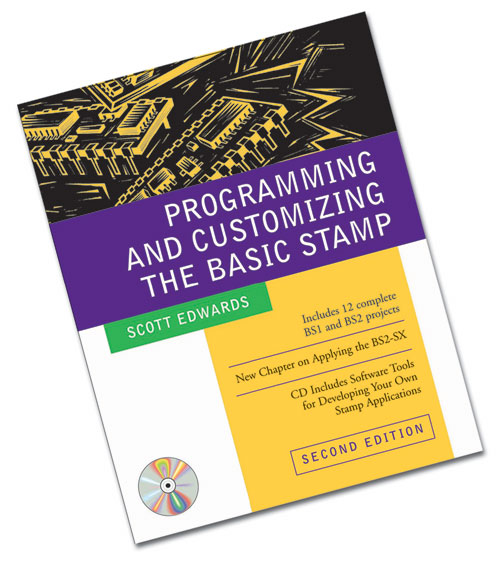 PROGRAMMING
AND CUSTOMIZING
THE BASIC STAMP
SCOTT EDWARDS
Includes 12 complete
BS1 and BS2 projects
New Chapter on Applying the BS2-SX
CD Includes Software Tools
for Developing Your Own
Stamp Applications
SECOND EDITION